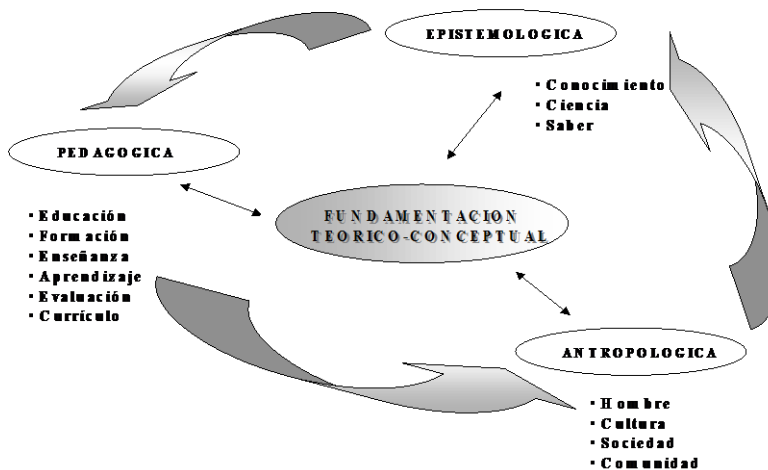 EPISTEMOLOGICA
• Conocimiento
• Ciencia
• Saber
PEDAGOGICA
• Educación
• Formación
• Enseñanza
• Aprendizaje
• Evaluación
• Currículo
FUNDAMENTACION
TEORICO-CONCEPTUAL
ANTROPOLOGICA
• Hombre
• Cultura
• Sociedad
• Comunidad